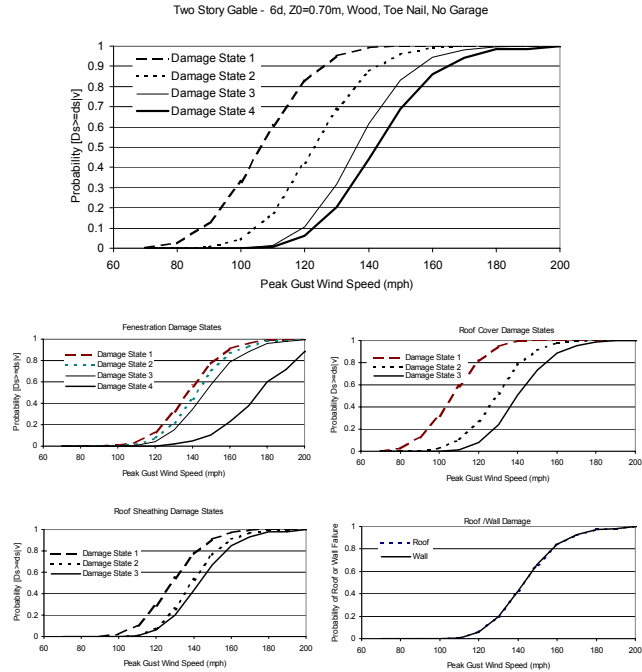 Two Story Gable - 6d, Z0=0.70m, Wood, Toe Nail, No Garage
Probability [Ds>=ds|v]
1
0.9
0.8
0.7
0.6
0.5
0.4
0.3
0.2
0.1
0
Damage State 1
Damage State 2
Damage State 3
Damage State 4
60 80 100 120 140 160 180 200
Peak Gust Wind Speed (mph)
Fenestration Damage States
Probability [Ds>=ds|v]
1
0.8
0.6
0.4
0.2
0
Damage State 1
Damage State 2
Damage State 3
Damage State 4
60 80 100 120 140 160 180 200
Peak Gust Wind Speed (mph)
Roof Cover Damage States
Probability Ds>=ds|v]
1
0.8
0.6
0.4
0.2
0
Damage State 1
Damage State 2
Damage State 3
60 80 100 120 140 160 180 200
Peak Gust Wind Speed (mph)
Roof Sheathing Damage States
Probability [Ds>=ds|v]
1
0.8
0.6
0.4
0.2
0
Damage State 1
Damage State 2
Damage State 3
60 80 100 120 140 160 180 200
Peak Gust Wind Speed (mph)
Roof /Wall Damage
Probability of Roof or Wall Failure
1
0.8
0.6
0.4
0.2
0
Roof
Wall
60 80 100 120 140 160 180 200
Peak Gust Wind Speed (mph)